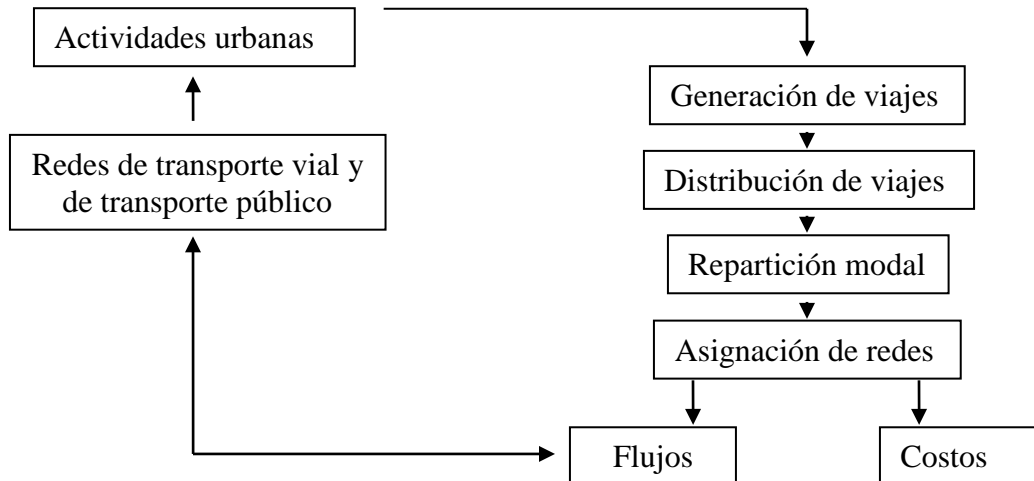 Actividades urbanas
Generación de viajes
Redes de transporte vial y
de transporte público
Distribución de viajes
Repartición modal
Asignación de redes
Flujos
Costos